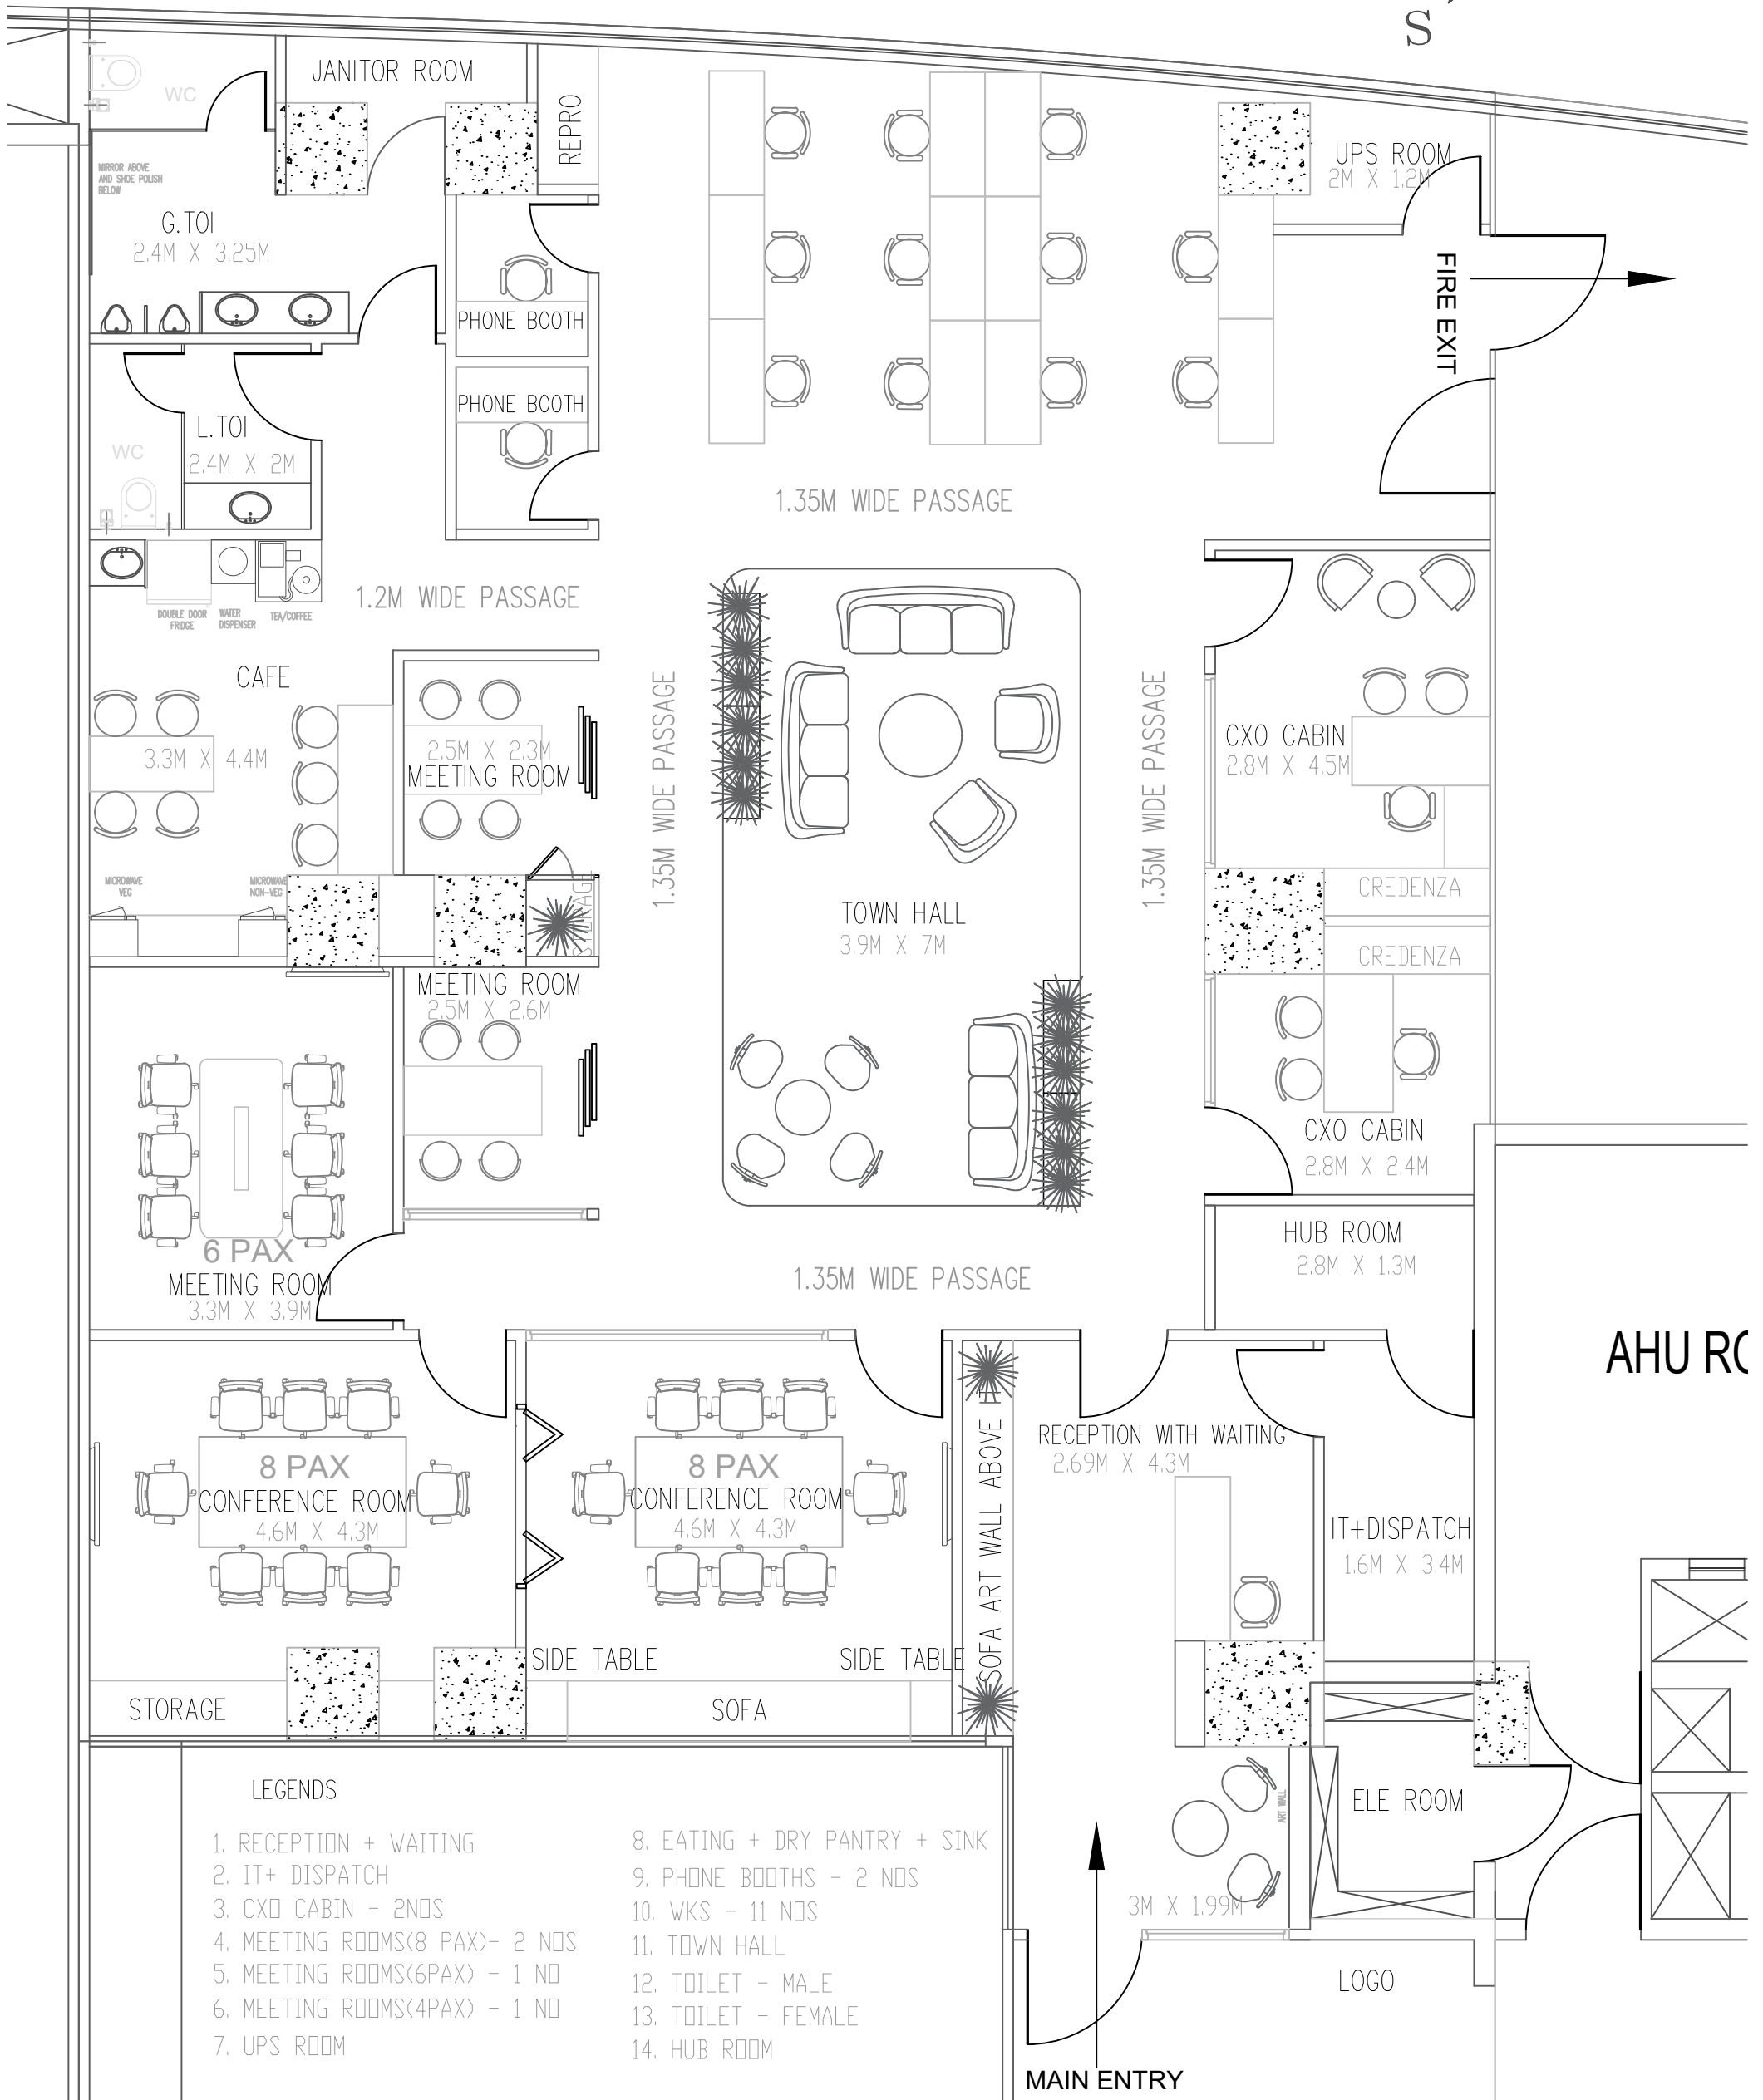 S
JANITOR ROOM
WC
REPRO
MIRROR ABOVE
AND SHOE POLISH
BELOW
UPS ROOM
2M X 1.2M
G.TOI
2.4M X 3.25M
FIRE EXIT
PHONE BOOTH
PHONE BOOTH
L.TOI
WC
2.4M X 2M
1.35M WIDE PASSAGE
1.2M WIDE PASSAGE
DOUBLE DOOR
FRIDGE
WATER
DISPENSER
TEA/COFFEE
CAFE
3.3M X 4.4M
2.5M X 2.3M
MEETING ROOM
1.35M WIDE PASSAGE
1.35M WIDE PASSAGE
CXO CABIN
2.8M X 4.5M
MICROWAVE
VEG
MICROWAVE
NON-VEG
CREDENZA
TOWN HALL
3.9M X 7M
CREDENZA
MEETING ROOM
2.5M X 2.6M
CXO CABIN
2.8M X 2.4M
6 PAX
MEETING ROOM
3.3M X 3.9M
HUB ROOM
2.8M X 1.3M
1.35M WIDE PASSAGE
AHU RO
8 PAX
CONFERENCE ROOM
4.6M X 4.3M
8 PAX
CONFERENCE ROOM
4.6M X 4.3M
SOFA ART WALL ABOVE IT
RECEPTION WITH WAITING
2.69M X 4.3M
IT+DISPATCH
1.6M X 3.4M
SIDE TABLE
SIDE TABLE
STORAGE
SOFA
ELE ROOM
ART WALL
3M X 1.99M
LOGO
MAIN ENTRY
LEGENDS
1. RECEPTION + WAITING
2. IT+ DISPATCH
3. CXO CABIN - 2NOS
4. MEETING ROOMS(8 PAX)- 2 NOS
5. MEETING ROOMS(6PAX) - 1 NO
6. MEETING ROOMS(4PAX) - 1 NO
7. UPS ROOM
8. EATING + DRY PANTRY + SINK
9. PHONE BOOTHS - 2 NOS
10. WKS - 11 NOS
11. TOWN HALL
12. TOILET - MALE
13. TOILET - FEMALE
14. HUB ROOM